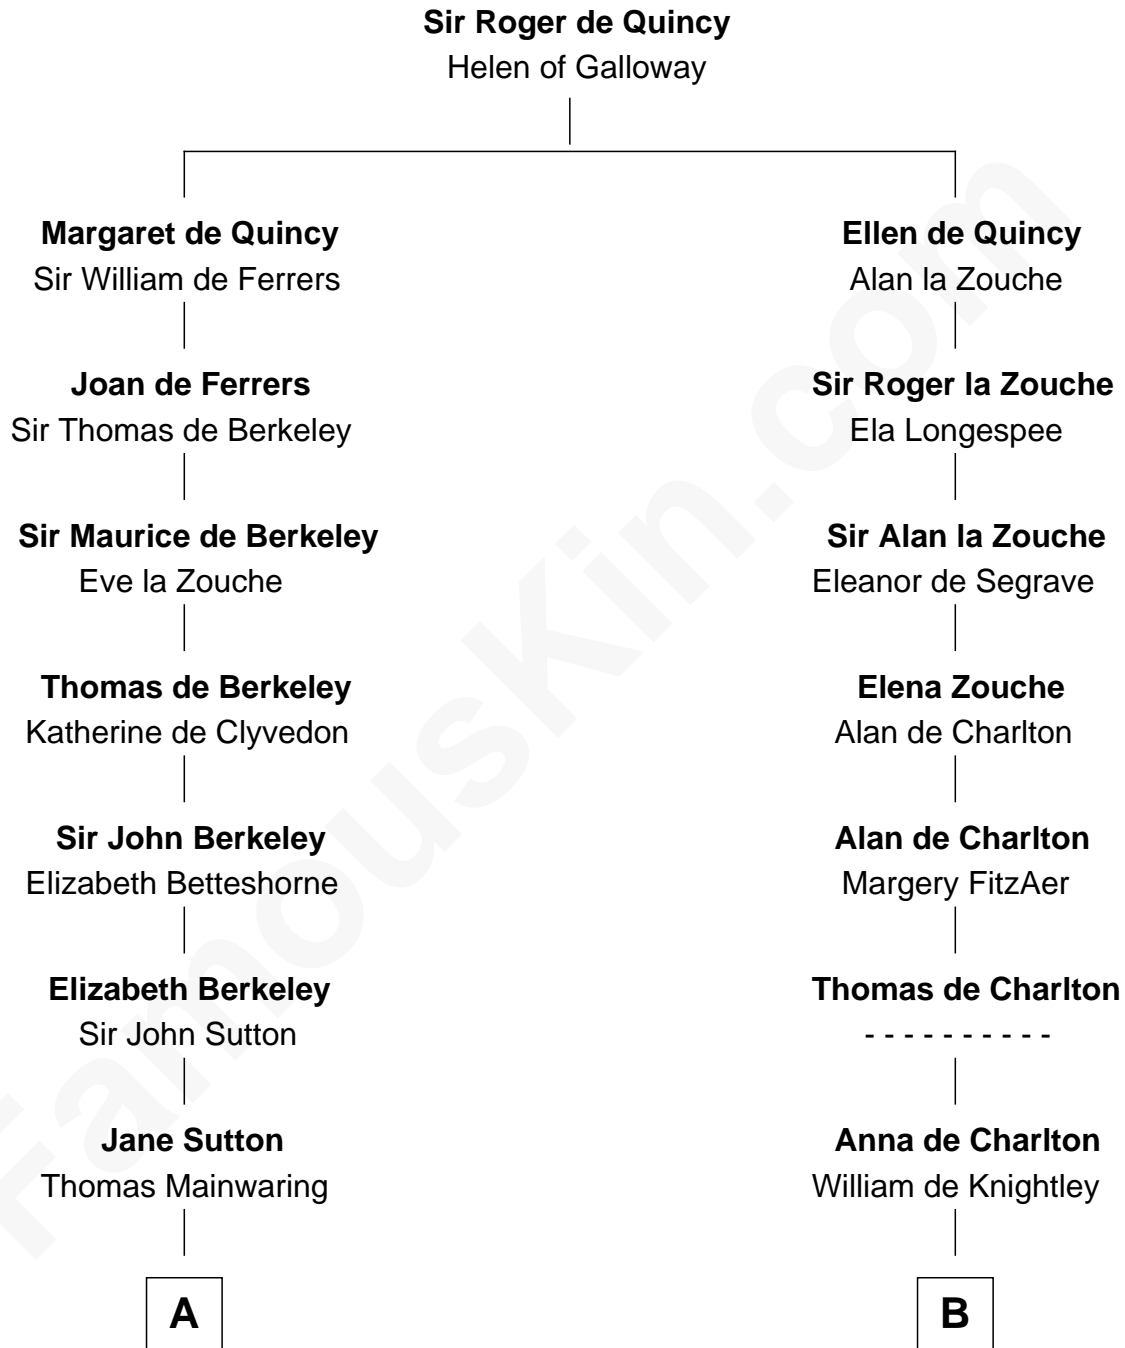 Sir Roger de Quincy
Helen of Galloway
Margaret de Quincy
Sir William de Ferrers
Ellen de Quincy
Alan la Zouche
Joan de Ferrers
Sir Thomas de Berkeley
Sir Roger la Zouche
Ela Longespee
Sir Maurice de Berkeley
Eve la Zouche
Sir Alan la Zouche
Eleanor de Segrave
Thomas de Berkeley
Katherine de Clyvedon
Elena Zouche
Alan de Charlton
Sir John Berkeley
Elizabeth Betteshorne
Alan de Charlton
Margery FitzAer
Elizabeth Berkeley
Sir John Sutton
Thomas de Charlton
- - - - - - - - - -
Jane Sutton
Thomas Mainwaring
Anna de Charlton
William de Knightley
A
B
FamousKin.com